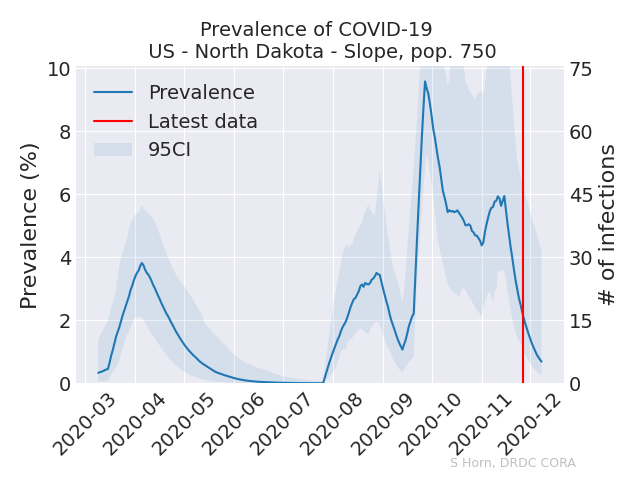 Prevalence of COVID-19
US - North Dakota - Slope, pop. 750
Prevalence (%)
10
8
6
4
2
0
Prevalence
Latest data
95CI
75
60
45
30
15
0
# of infections
2020-03
2020-04
2020-05
2020-06
2020-07
2020-08
2020-09
2020-10
2020-11
2020-12
S Horn, DRDC CORA